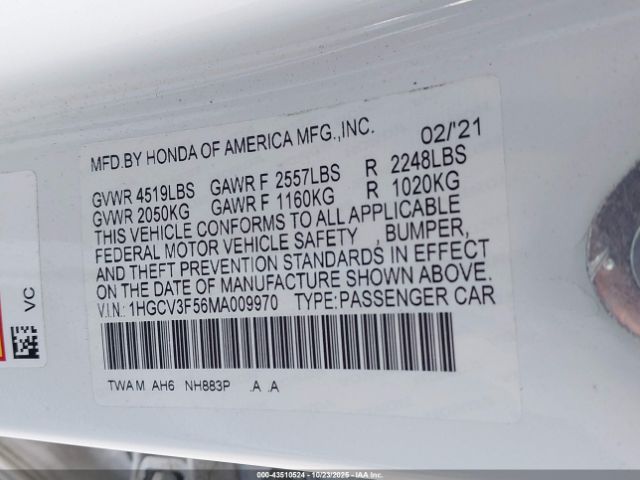 MFD.BY HONDA OF AMERICA MFG.,INC. 02/'21
GVWR 4519LBS GAWR F 2557LBS R 2248LBS
GVWR 2050KG GAWR F 1160KG R 1020KG
THIS VEHICLE CONFORMS TO ALL APPLICABLE
FEDERAL MOTOR VEHICLE SAFETY , BUMPER,
AND THEFT PREVENTION STANDARDS IN EFFECT
ON THE DATE OF MANUFACTURE SHOWN ABOVE.
V.I.N.: 1HGCV3F56MA009970 TYPE:PASSENGER CAR
TWA M AH6 NH883P .A .A
VC
000-43510524 | 10/23/2025 | IAA